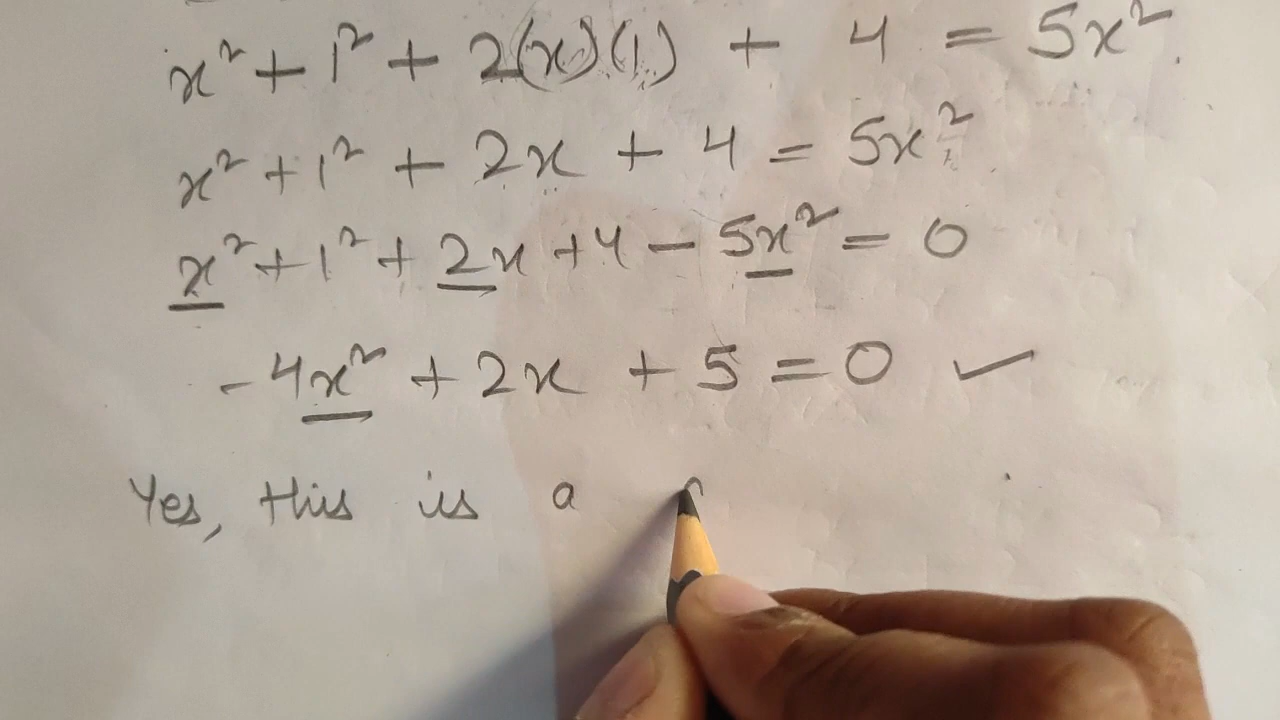 x² + 1² + 2(x)(1) + 4 = 5x²
x² + 1² + 2x + 4 = 5x²
x² + 1² + 2x + 4 - 5x² = 0
-4x² + 2x + 5 = 0 ✓
Yes, this is a